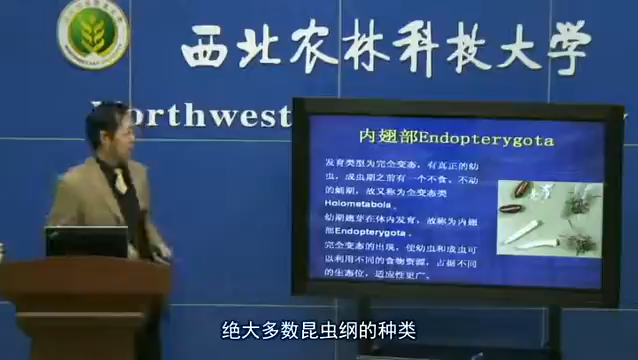 西北农林科技大学
Northwest
内翅部Endopterygota
发育类型为完全变态，有真正的幼
虫，成虫期之前有一个不食、不动
的蛹期，故又称为全变态类
Holometabola。
幼期翅芽在体内发育，故称为内翅
部Endopterygota。
完全变态的出现，使幼虫和成虫可
以利用不同的食物资源，占据不同
的生态位，适应性更广。
绝大多数昆虫纲的种类